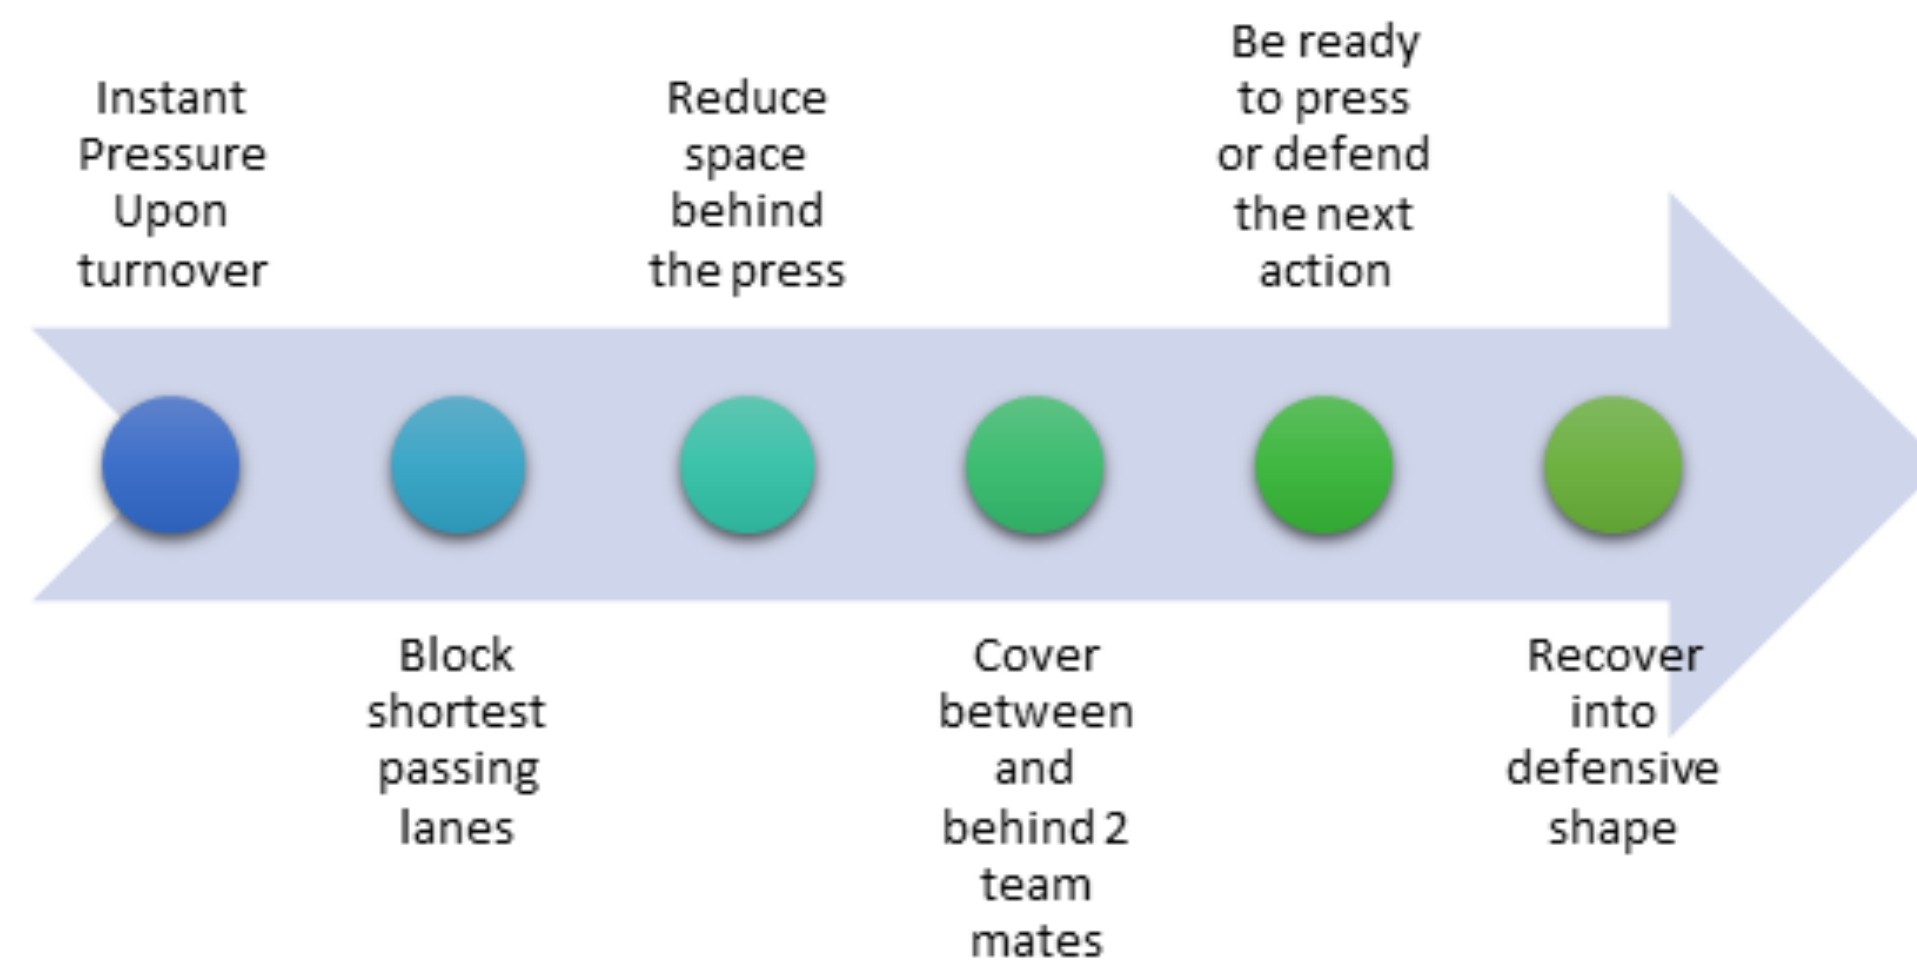 Instant
Pressure
Upon
turnover
Block
shortest
passing
lanes
Reduce
space
behind
the press
Cover
between
and
behind 2
team
mates
Be ready
to press
or defend
the next
action
Recover
into
defensive
shape